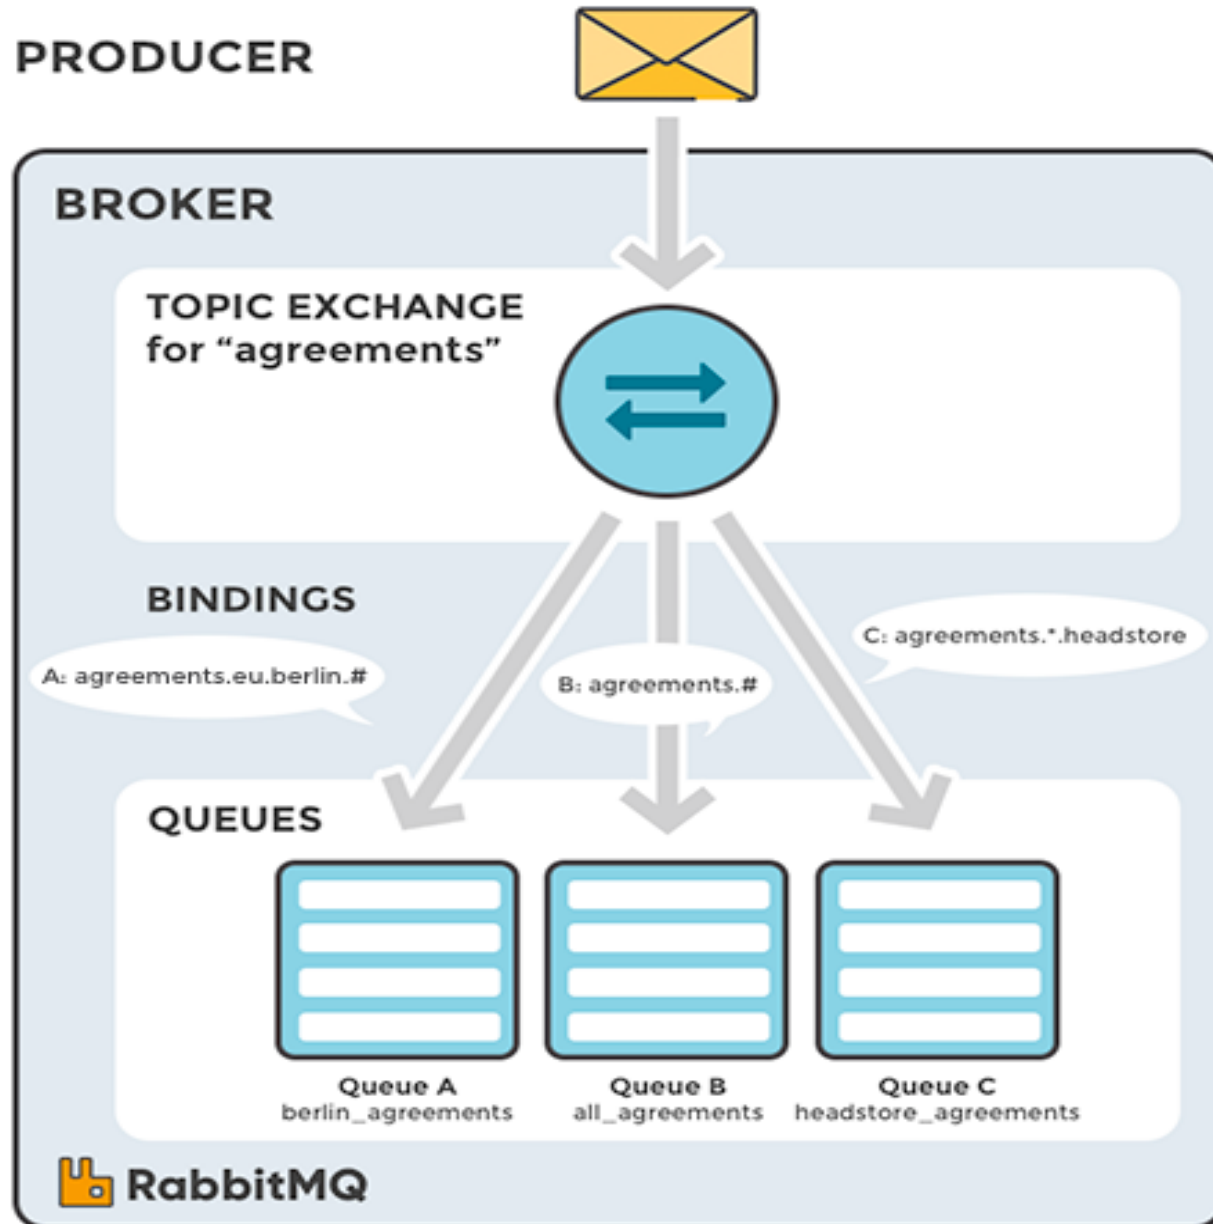 PRODUCER
BROKER
TOPIC EXCHANGE
for “agreements”
BINDINGS
A: agreements.eu.berlin.#
B: agreements.#
C: agreements.*.headstore
QUEUES
Queue A
berlin_agreements
Queue B
all_agreements
Queue C
headstore_agreements
RabbitMQ